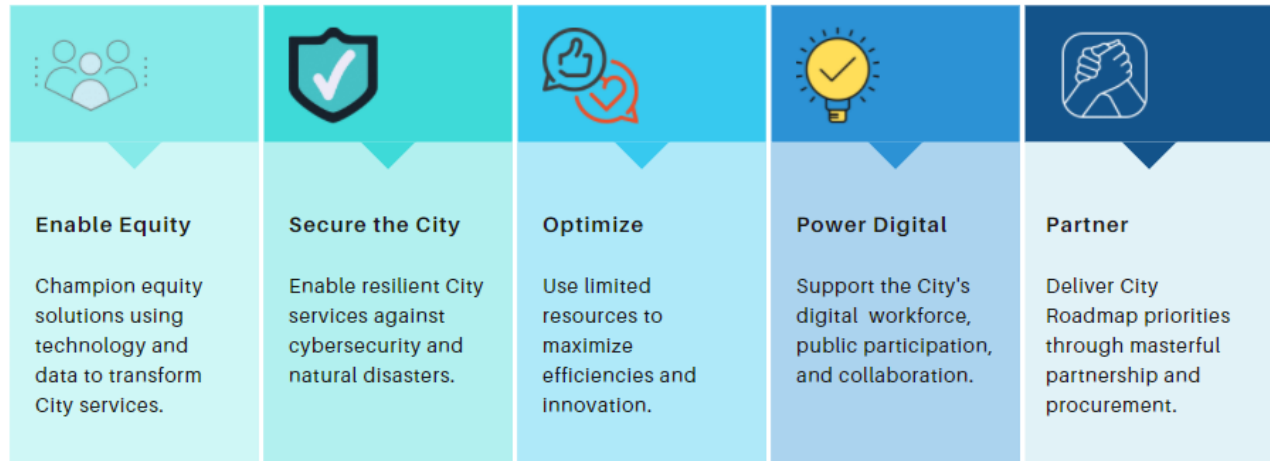 Enable Equity
Champion equity
solutions using
technology and
data to transform
City services.
Secure the City
Enable resilient City
services against
cybersecurity and
natural disasters.
Optimize
Use limited
resources to
maximize
efficiencies and
innovation.
Power Digital
Support the City's
digital workforce,
public participation,
and collaboration.
Partner
Deliver City
Roadmap priorities
through masterful
partnership and
procurement.